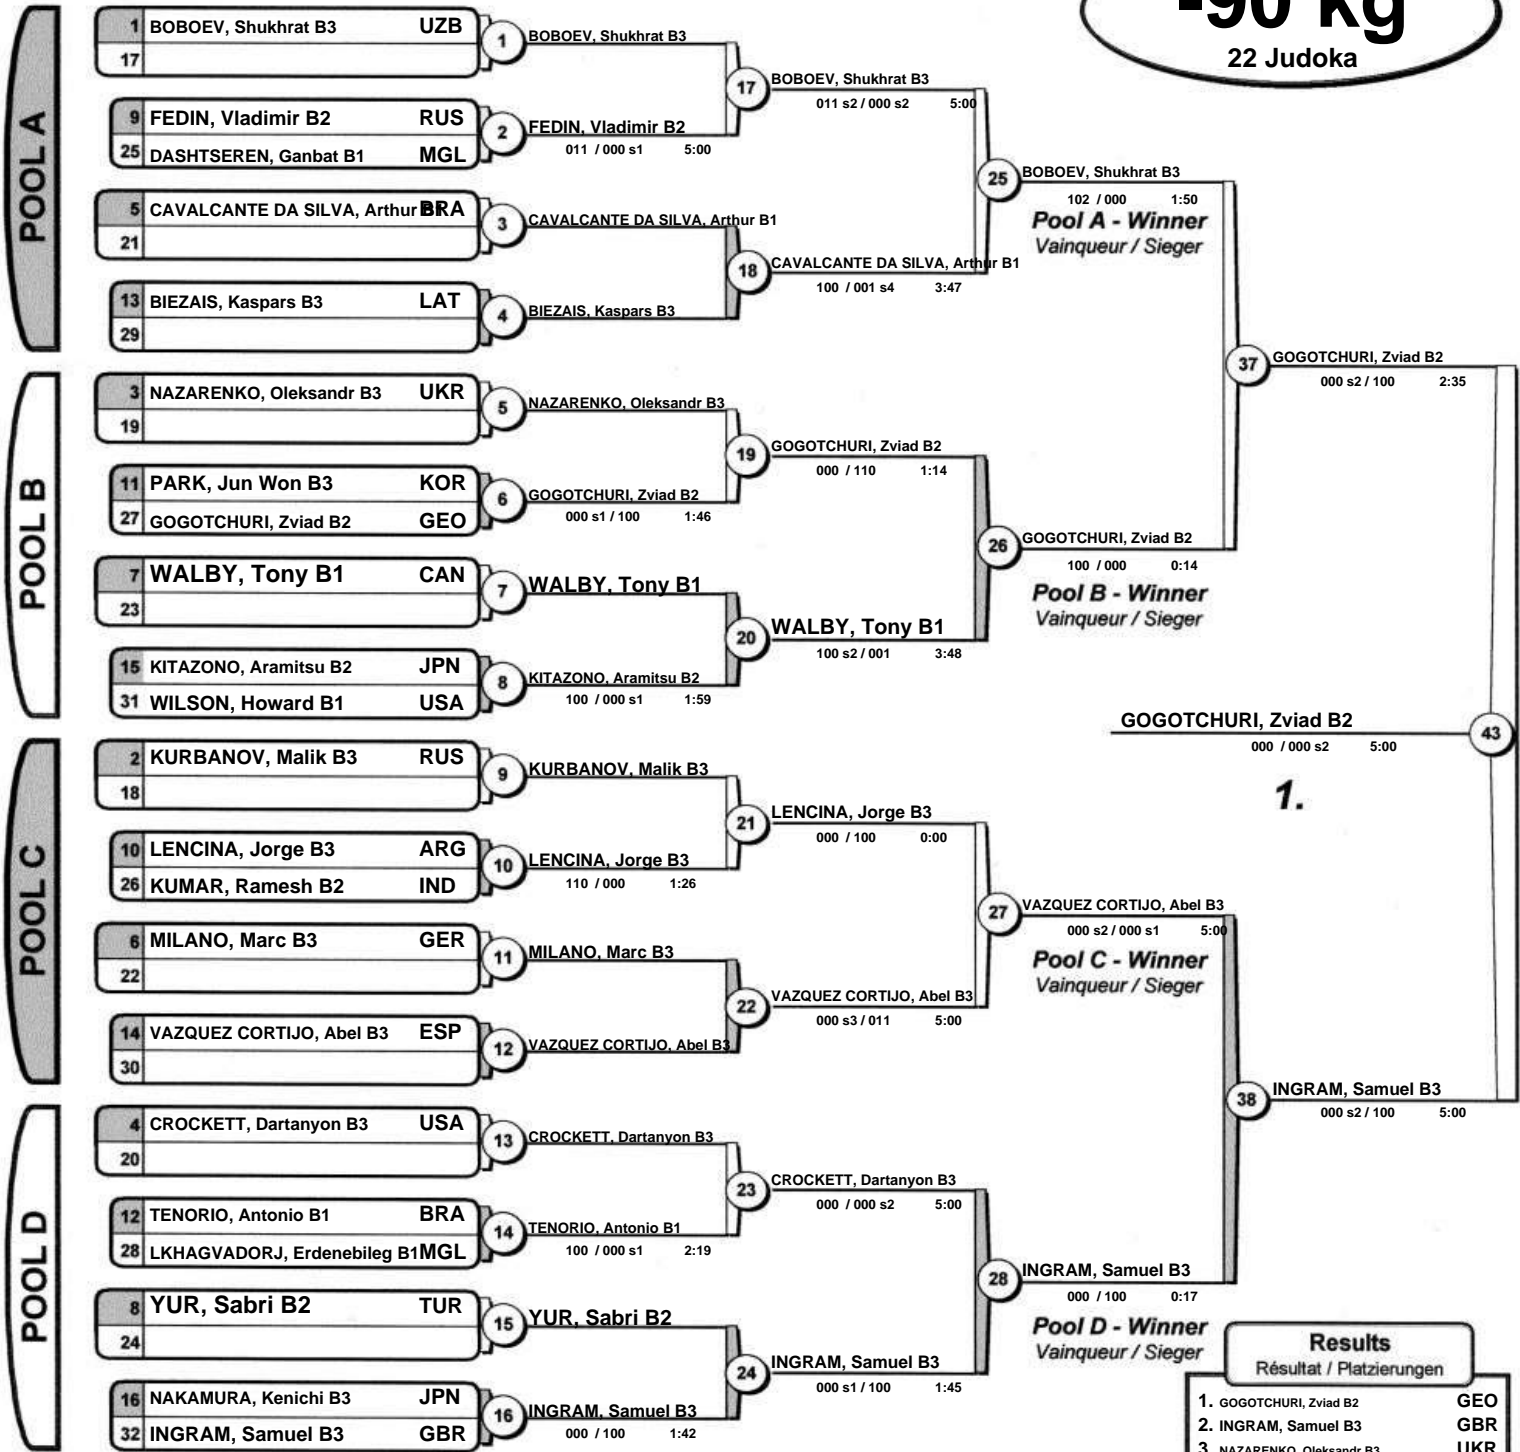 -90 kg
22 Judoka
POOL A
1 BOBOEV, Shukhrat B3 UZB
17
1
BOBOEV, Shukhrat B3
9 FEDIN, Vladimir B2 RUS
25 DASHTSEREN, Ganbat B1 MGL
2
FEDIN, Vladimir B2
011 / 000 s1 5:00
17
BOBOEV, Shukhrat B3
011 s2 / 000 s2 5:00
5 CAVALCANTE DA SILVA, Arthur B1 BRA
21
3
CAVALCANTE DA SILVA, Arthur B1
13 BIEZAIS, Kaspars B3 LAT
29
4
BIEZAIS, Kaspars B3
18
CAVALCANTE DA SILVA, Arthur B1
100 / 001 s4 3:47
25
BOBOEV, Shukhrat B3
102 / 000 1:50
Pool A - Winner
Vainqueur / Sieger
POOL B
3 NAZARENKO, Oleksandr B3 UKR
19
5
NAZARENKO, Oleksandr B3
11 PARK, Jun Won B3 KOR
27 GOGOTCHURI, Zviad B2 GEO
6
GOGOTCHURI, Zviad B2
000 s1 / 100 1:46
19
GOGOTCHURI, Zviad B2
000 / 110 1:14
7 WALBY, Tony B1 CAN
23
7
WALBY, Tony B1
15 KITAZONO, Aramitsu B2 JPN
31 WILSON, Howard B1 USA
8
KITAZONO, Aramitsu B2
100 / 000 s1 1:59
20
WALBY, Tony B1
100 s2 / 001 3:48
26
GOGOTCHURI, Zviad B2
100 / 000 0:14
Pool B - Winner
Vainqueur / Sieger
37
GOGOTCHURI, Zviad B2
000 s2 / 100 2:35
POOL C
2 KURBANOV, Malik B3 RUS
18
9
KURBANOV, Malik B3
10 LENCINA, Jorge B3 ARG
26 KUMAR, Ramesh B2 IND
10
LENCINA, Jorge B3
110 / 000 1:26
21
LENCINA, Jorge B3
000 / 100 0:00
6 MILANO, Marc B3 GER
22
11
MILANO, Marc B3
14 VAZQUEZ CORTIJO, Abel B3 ESP
30
12
VAZQUEZ CORTIJO, Abel B3
22
VAZQUEZ CORTIJO, Abel B3
000 s3 / 011 5:00
27
VAZQUEZ CORTIJO, Abel B3
000 s2 / 000 s1 5:00
Pool C - Winner
Vainqueur / Sieger
POOL D
4 CROCKETT, Dartanyon B3 USA
20
13
CROCKETT, Dartanyon B3
12 TENORIO, Antonio B1 BRA
28 LKHAGVADORJ, Erdenebileg B1 MGL
14
TENORIO, Antonio B1
100 / 000 s1 2:19
23
CROCKETT, Dartanyon B3
000 / 000 s2 5:00
8 YUR, Sabri B2 TUR
24
15
YUR, Sabri B2
16 NAKAMURA, Kenichi B3 JPN
32 INGRAM, Samuel B3 GBR
16
INGRAM, Samuel B3
000 / 100 1:42
24
INGRAM, Samuel B3
000 s1 / 100 1:45
28
INGRAM, Samuel B3
000 / 100 0:17
Pool D - Winner
Vainqueur / Sieger
38
INGRAM, Samuel B3
000 s2 / 100 5:00
GOGOTCHURI, Zviad B2
43
000 / 000 s2 5:00
1.
Results
Résultat / Platzierungen
1. GOGOTCHURI, Zviad B2 GEO
2. INGRAM, Samuel B3 GBR
3. NAZARENKO, Oleksandr B3 UKR